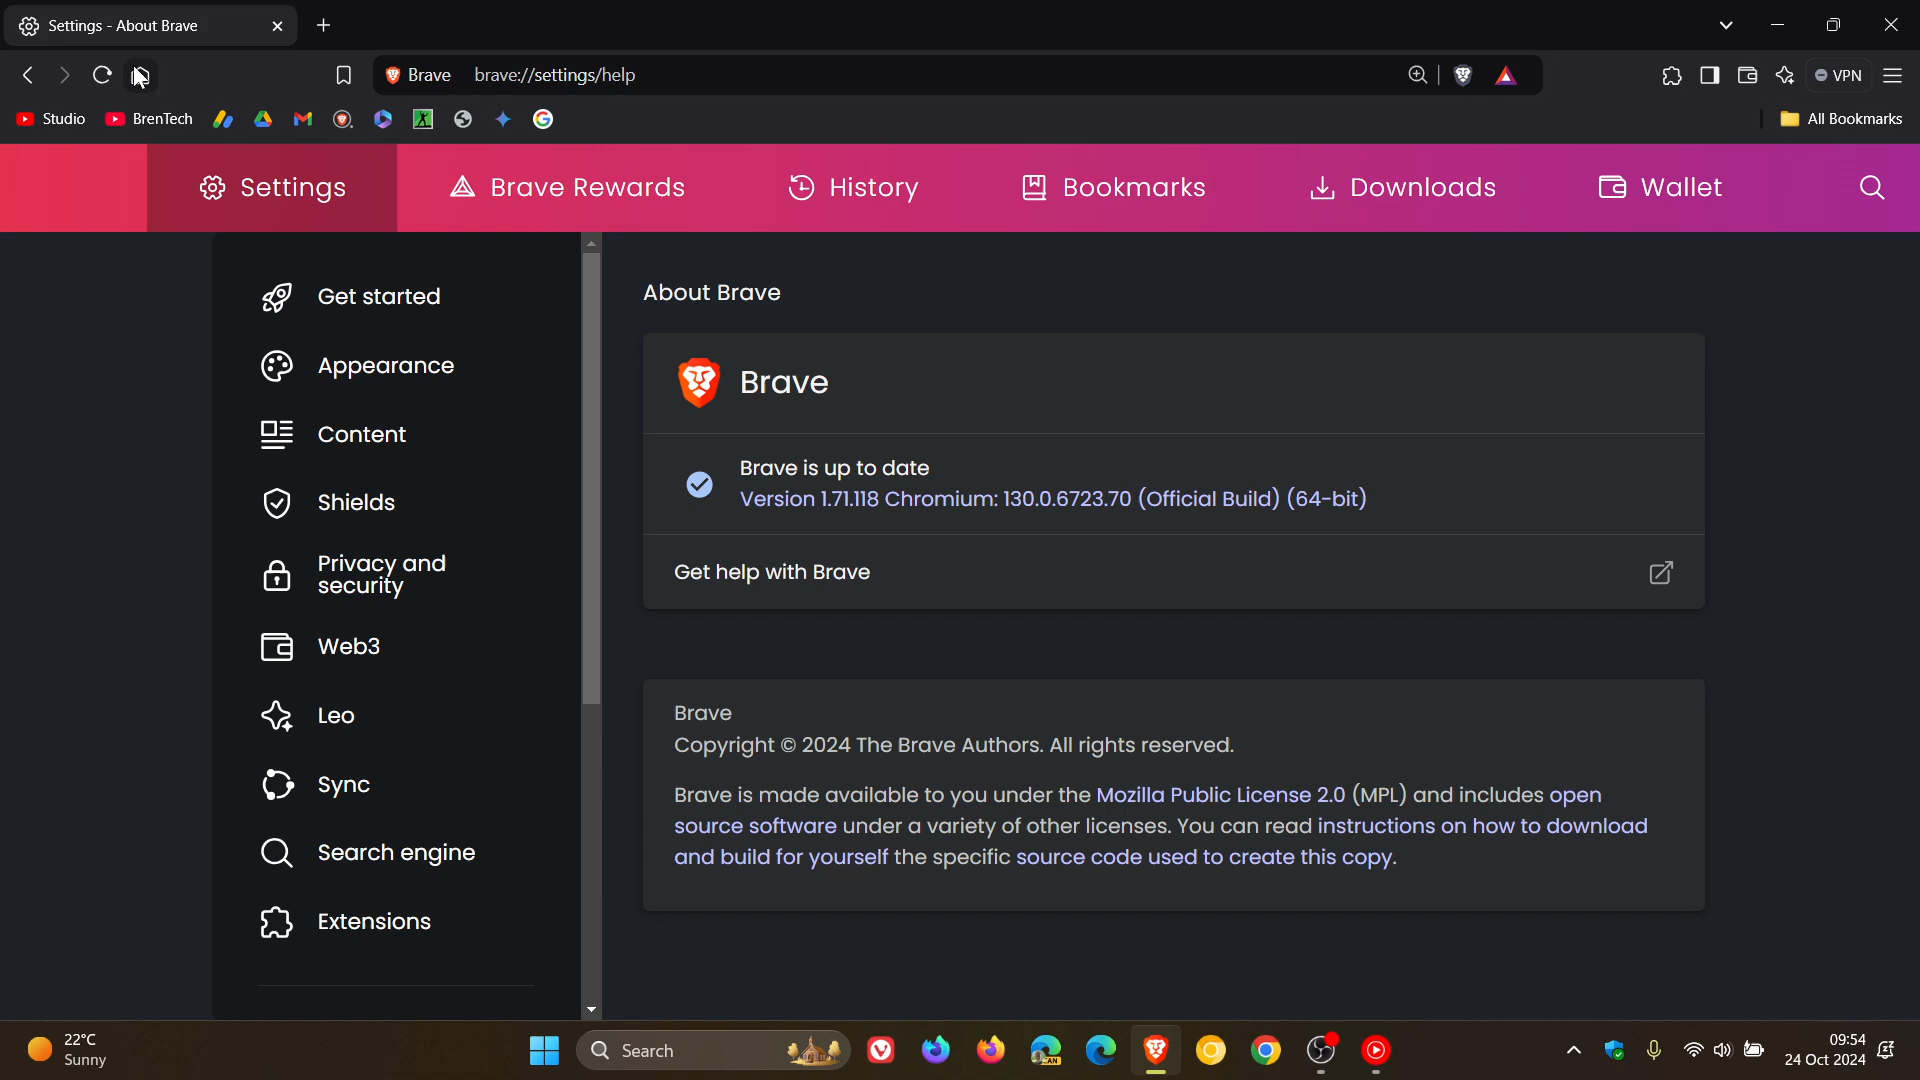 Settings - About Brave
Brave brave://settings/help
VPN
Studio BrenTech All Bookmarks
Settings Brave Rewards History Bookmarks Downloads Wallet
Get started
Appearance
Content
Shields
Privacy and
security
Web3
Leo
Sync
Search engine
Extensions
About Brave
Brave
Brave is up to date
Version 1.71.118 Chromium: 130.0.6723.70 (Official Build) (64-bit)
Get help with Brave
Brave
Copyright © 2024 The Brave Authors. All rights reserved.
Brave is made available to you under the Mozilla Public License 2.0 (MPL) and includes open
source software under a variety of other licenses. You can read instructions on how to download
and build for yourself the specific source code used to create this copy.
22°C
Sunny
Search
CAN
09:54
24 Oct 2024